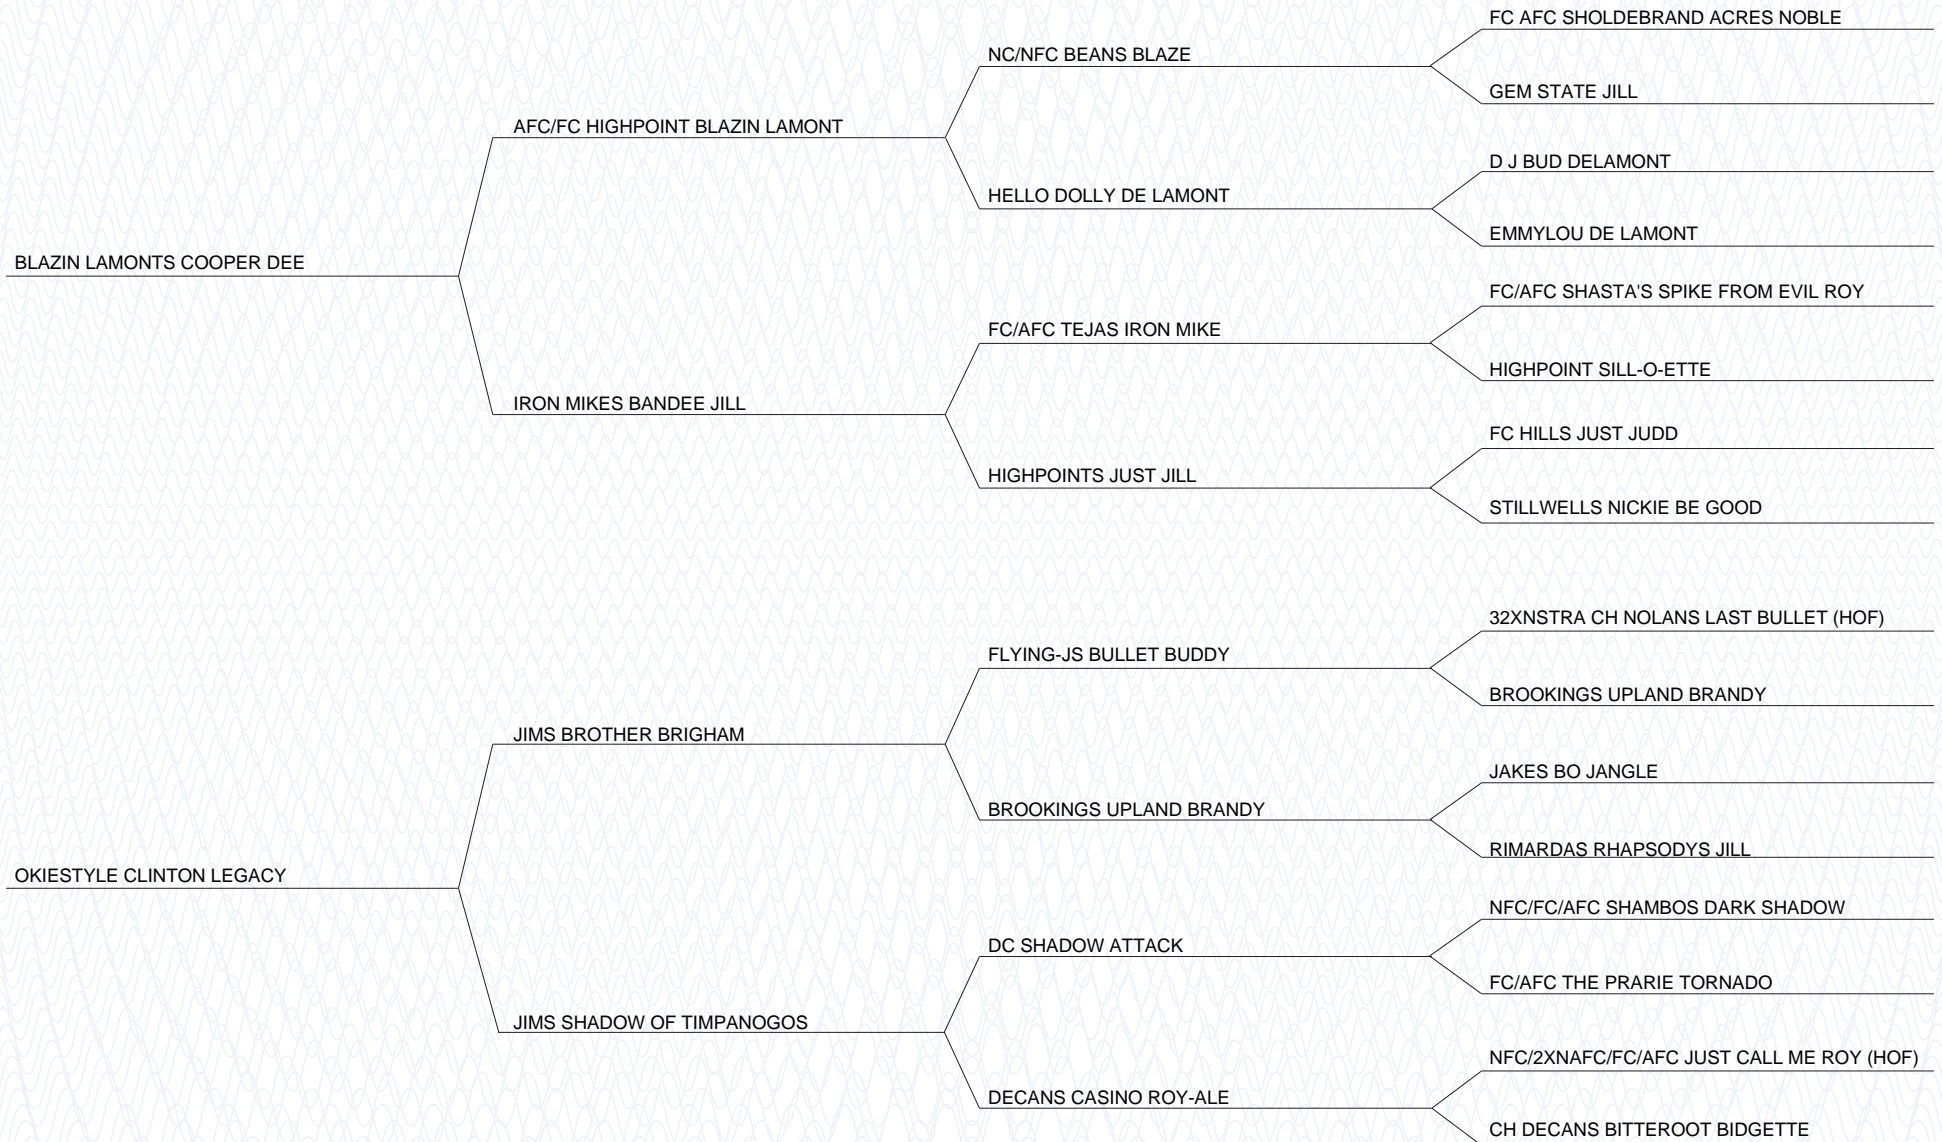 FC AFC SHOLDEBRAND ACRES NOBLE
NC/NFC BEANS BLAZE
GEM STATE JILL
AFC/FC HIGHPOINT BLAZIN LAMONT
D J BUD DELAMONT
HELLO DOLLY DE LAMONT
EMMYLOU DE LAMONT
BLAZIN LAMONTS COOPER DEE
FC/AFC SHASTA'S SPIKE FROM EVIL ROY
FC/AFC TEJAS IRON MIKE
HIGHPOINT SILL-O-ETTE
IRON MIKES BANDEE JILL
FC HILLS JUST JUDD
HIGHPOINTS JUST JILL
STILLWELLS NICKIE BE GOOD
32XNSTRA CH NOLANS LAST BULLET (HOF)
FLYING-JS BULLET BUDDY
BROOKINGS UPLAND BRANDY
JIMS BROTHER BRIGHAM
JAKES BO JANGLE
BROOKINGS UPLAND BRANDY
RIMARDAS RHAPSODYS JILL
OKIESTYLE CLINTON LEGACY
NFC/FC/AFC SHAMBOS DARK SHADOW
DC SHADOW ATTACK
FC/AFC THE PRARIE TORNADO
JIMS SHADOW OF TIMPANOGOS
NFC/2XNAFC/FC/AFC JUST CALL ME ROY (HOF)
DECANS CASINO ROY-ALE
CH DECANS BITTEROOT BIDGETTE